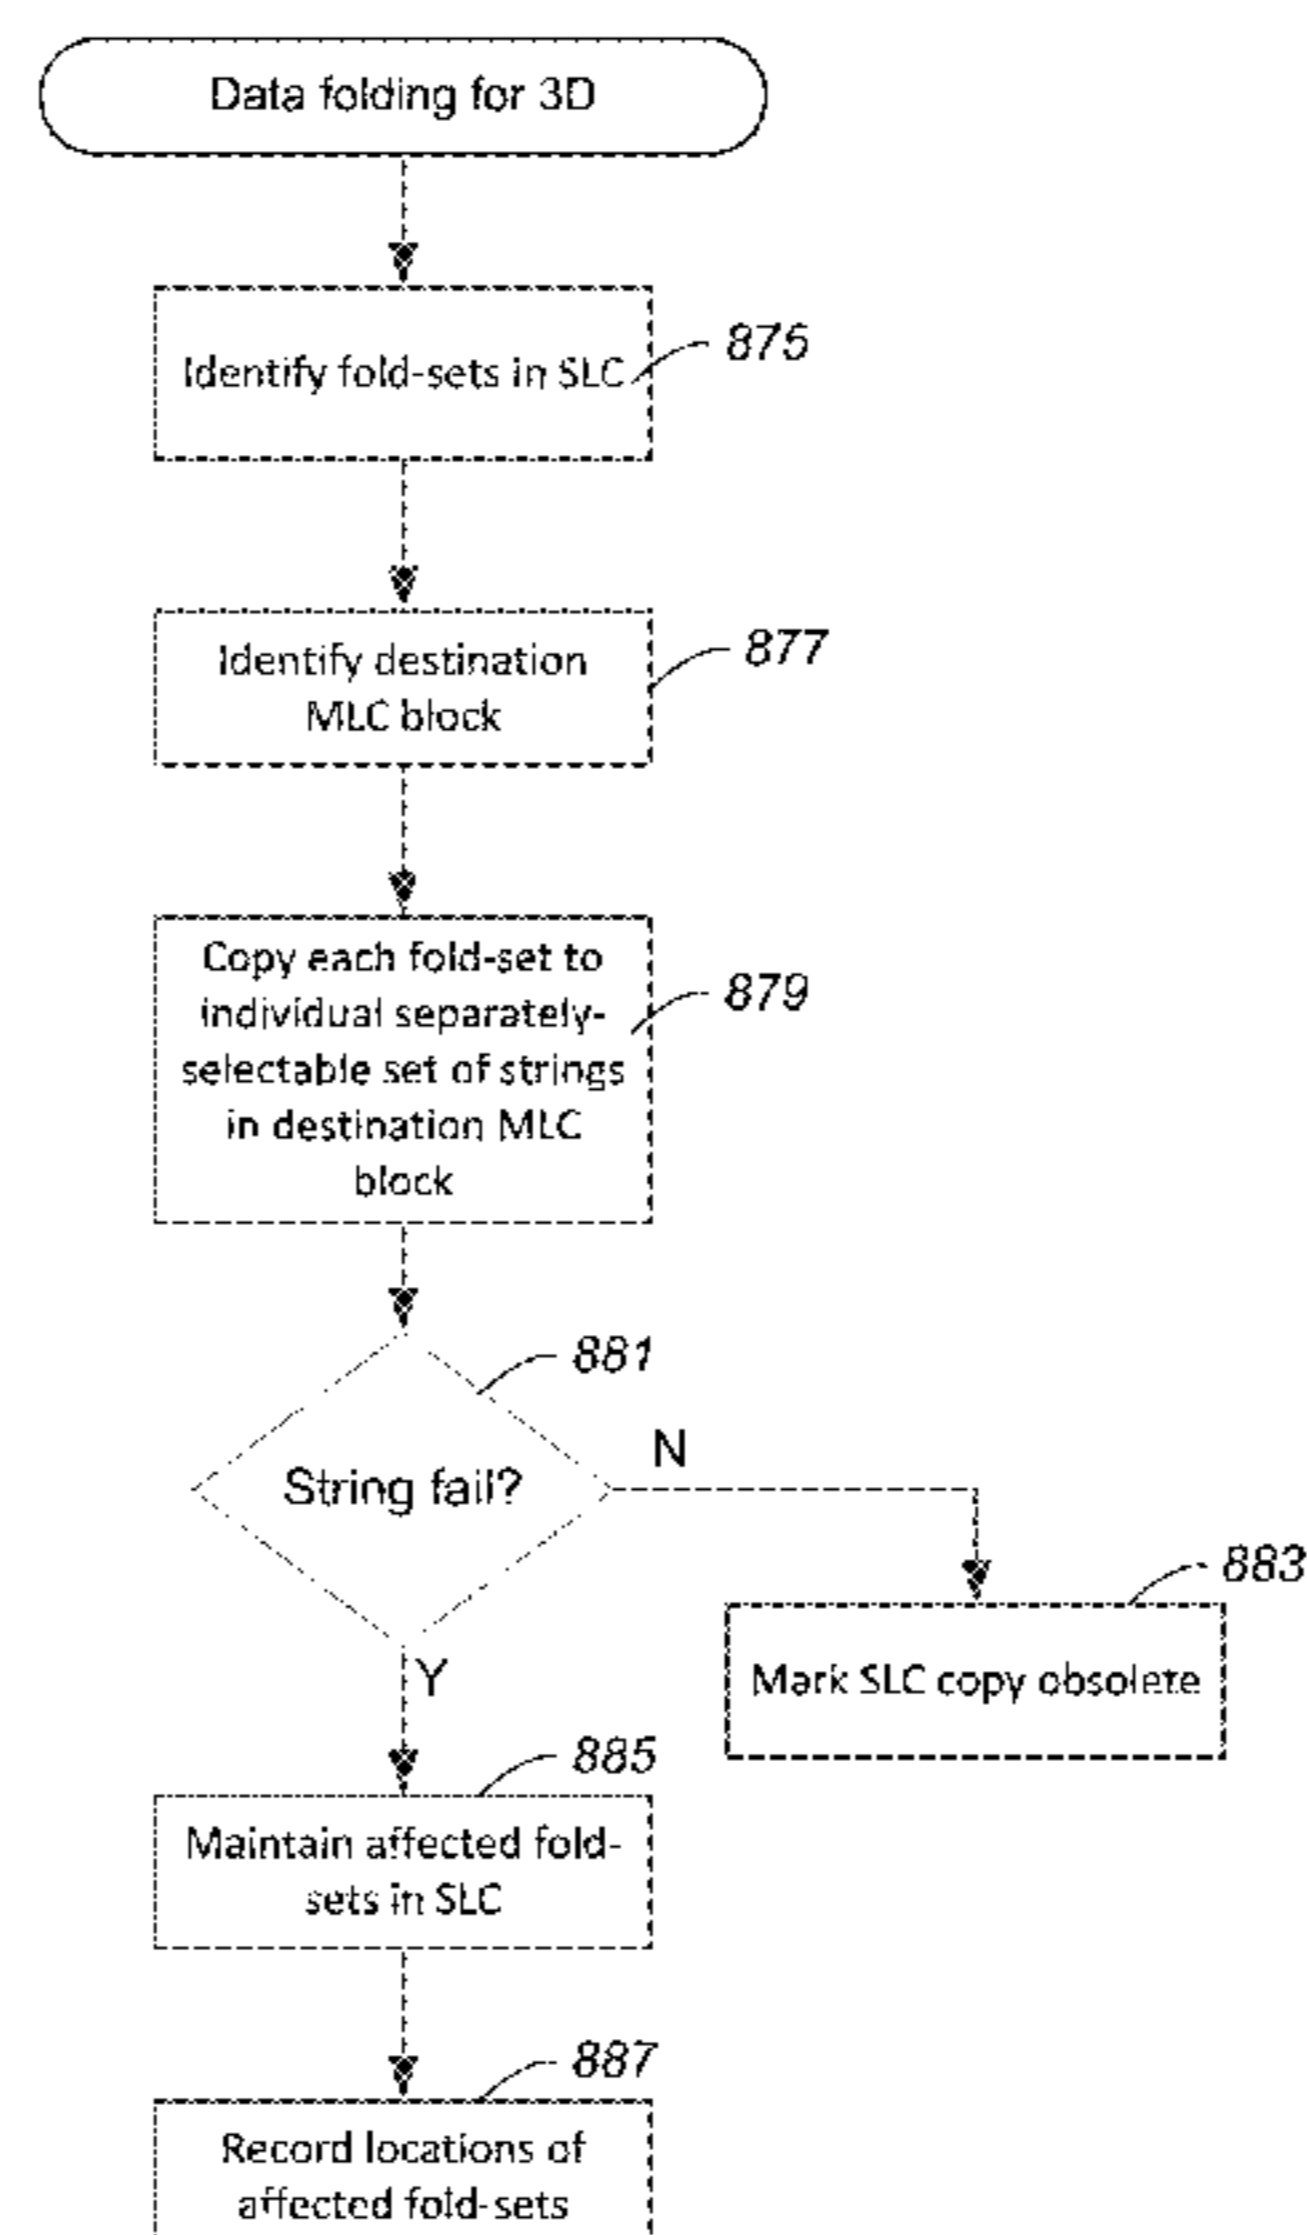 Data folding for 3D
Identify fold-sets in SLC
875
Identify destination
MLC block
877
Copy each fold-set to
individual separately-
selectable set of strings
in destination MLC
block
879
881
String fail?
N
883
Mark SLC copy obsolete
Y
885
Maintain affected fold-
sets in SLC
887
Record locations of
affected fold-sets